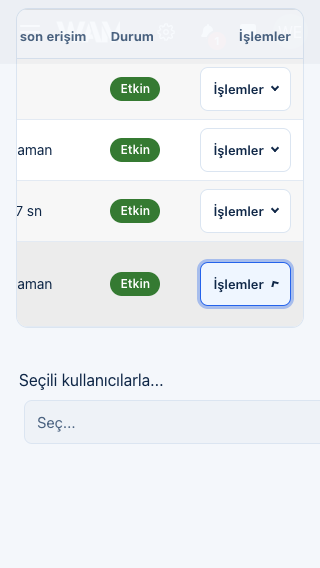 son erişim Durum İşlemler
Etkin İşlemler
aman Etkin İşlemler
7 sn Etkin İşlemler
aman Etkin İşlemler
Seçili kullanıcılarla...
Seç...